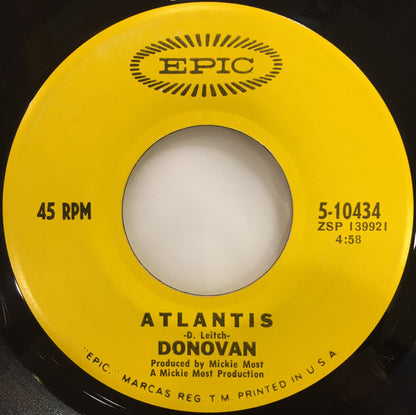 EPIC
45 RPM
5-10434
ZSP 139921
4:58
ATLANTIS
-D. Leitch-
DONOVAN
Produced by Mickie Most
A Mickie Most Production
"EPIC," MARCAS REG. T M. PRINTED IN U S A